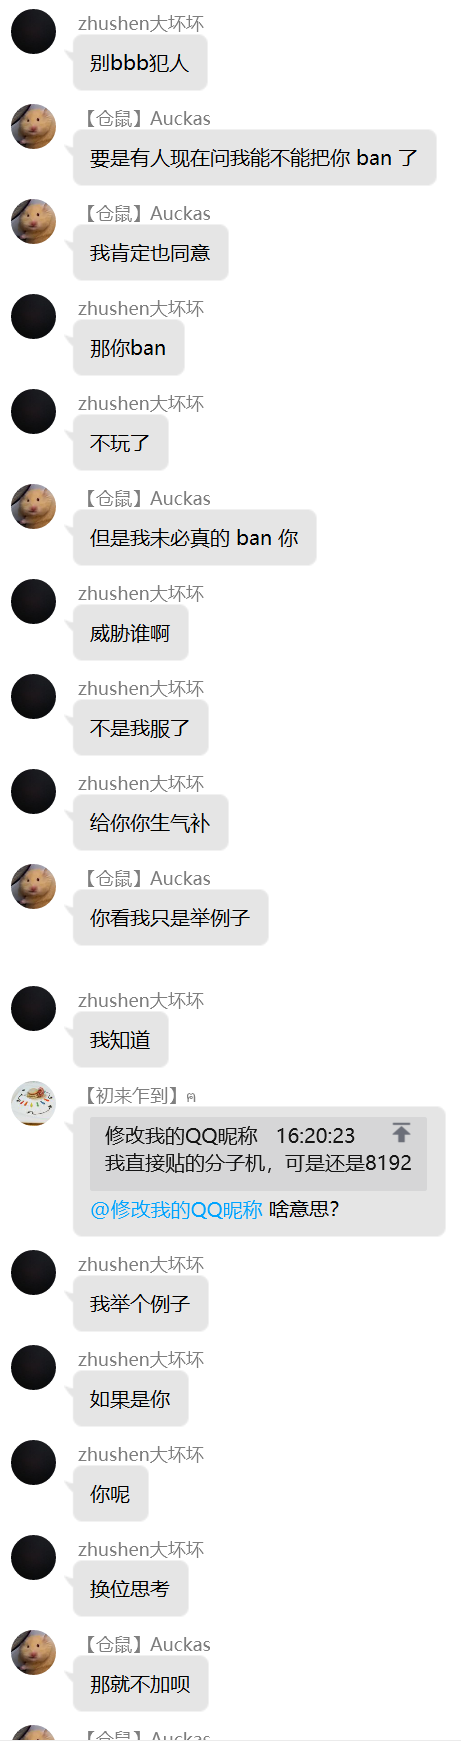 zhushen大坏坏
别bbb犯人
【仓鼠】Auckas
要是有人现在问我能不能把你 ban 了
【仓鼠】Auckas
我肯定也同意
zhushen大坏坏
那你ban
zhushen大坏坏
不玩了
【仓鼠】Auckas
但是我未必真的 ban 你
zhushen大坏坏
威胁谁啊
zhushen大坏坏
不是我服了
zhushen大坏坏
给你你生气补
【仓鼠】Auckas
你看我只是举例子
zhushen大坏坏
我知道
【初来乍到】ฅ
修改我的QQ昵称 16:20:23
我直接贴的分子机，可是还是8192
@修改我的QQ昵称 啥意思？
zhushen大坏坏
我举个例子
zhushen大坏坏
如果是你
zhushen大坏坏
你呢
zhushen大坏坏
换位思考
【仓鼠】Auckas
那就不加呗
【仓鼠】Auckas